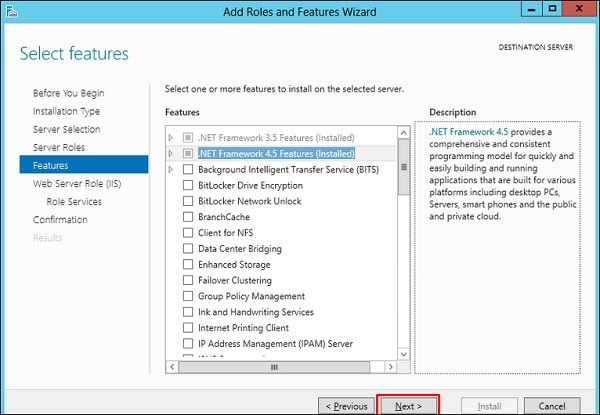 Add Roles and Features Wizard
Select features
DESTINATION SERVER
Before You Begin
Installation Type
Server Selection
Server Roles
Features
Web Server Role (IIS)
Role Services
Confirmation
Results
Select one or more features to install on the selected server.
Features
.NET Framework 3.5 Features (Installed)
.NET Framework 4.5 Features (Installed)
Background Intelligent Transfer Service (BITS)
BitLocker Drive Encryption
BitLocker Network Unlock
BranchCache
Client for NFS
Data Center Bridging
Enhanced Storage
Failover Clustering
Group Policy Management
Ink and Handwriting Services
Internet Printing Client
IP Address Management (IPAM) Server
Description
.NET Framework 4.5 provides a
comprehensive and consistent
programming model for quickly and
easily building and running
applications that are built for various
platforms including desktop PCs,
Servers, smart phones and the public
and private cloud.
< Previous
Next >
Install
Cancel